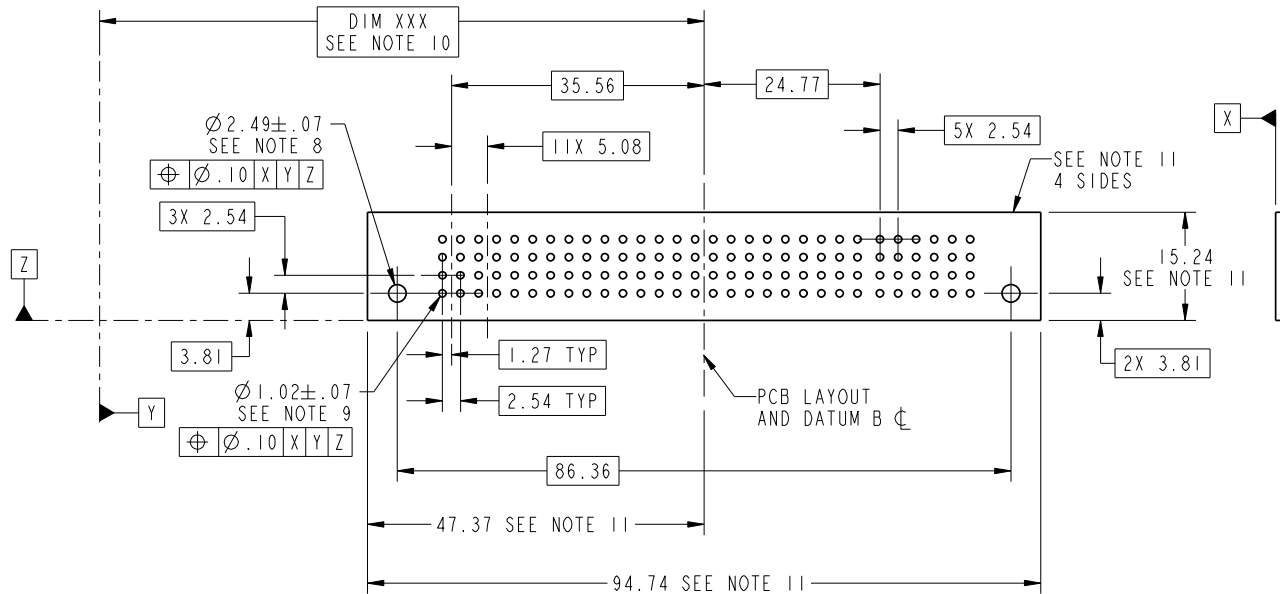 DIM XXX
SEE NOTE 10
35.56
24.77
X
Ø2.49±.07
SEE NOTE 8
11X 5.08
5X 2.54
⌖ Ø.10 X Y Z
SEE NOTE 11
4 SIDES
3X 2.54
Z
15.24
SEE NOTE 11
3.81
1.27 TYP
2X 3.81
Ø1.02±.07
SEE NOTE 9
2.54 TYP
PCB LAYOUT
AND DATUM B ℄
Y
⌖ Ø.10 X Y Z
86.36
47.37 SEE NOTE 11
94.74 SEE NOTE 11